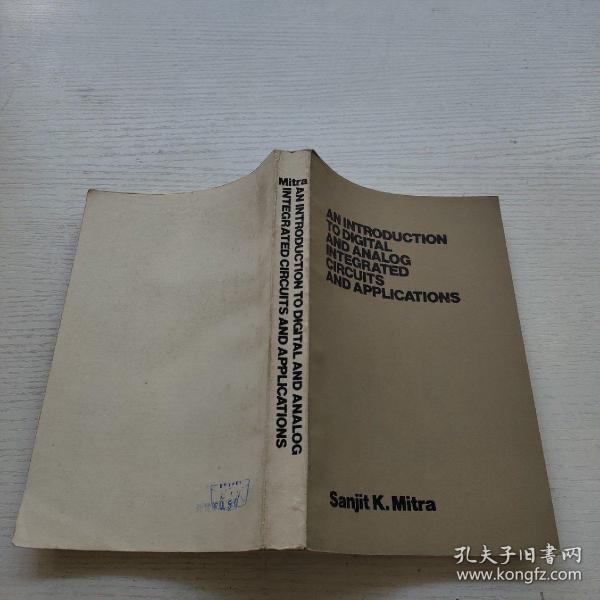 Mitra
AN INTRODUCTION TO DIGITAL AND ANALOG
INTEGRATED CIRCUITS AND APPLICATIONS
AN INTRODUCTION
TO DIGITAL
AND ANALOG
INTEGRATED
CIRCUITS
AND APPLICATIONS
Sanjit K. Mitra
孔夫子旧书网
www.kongfz.com